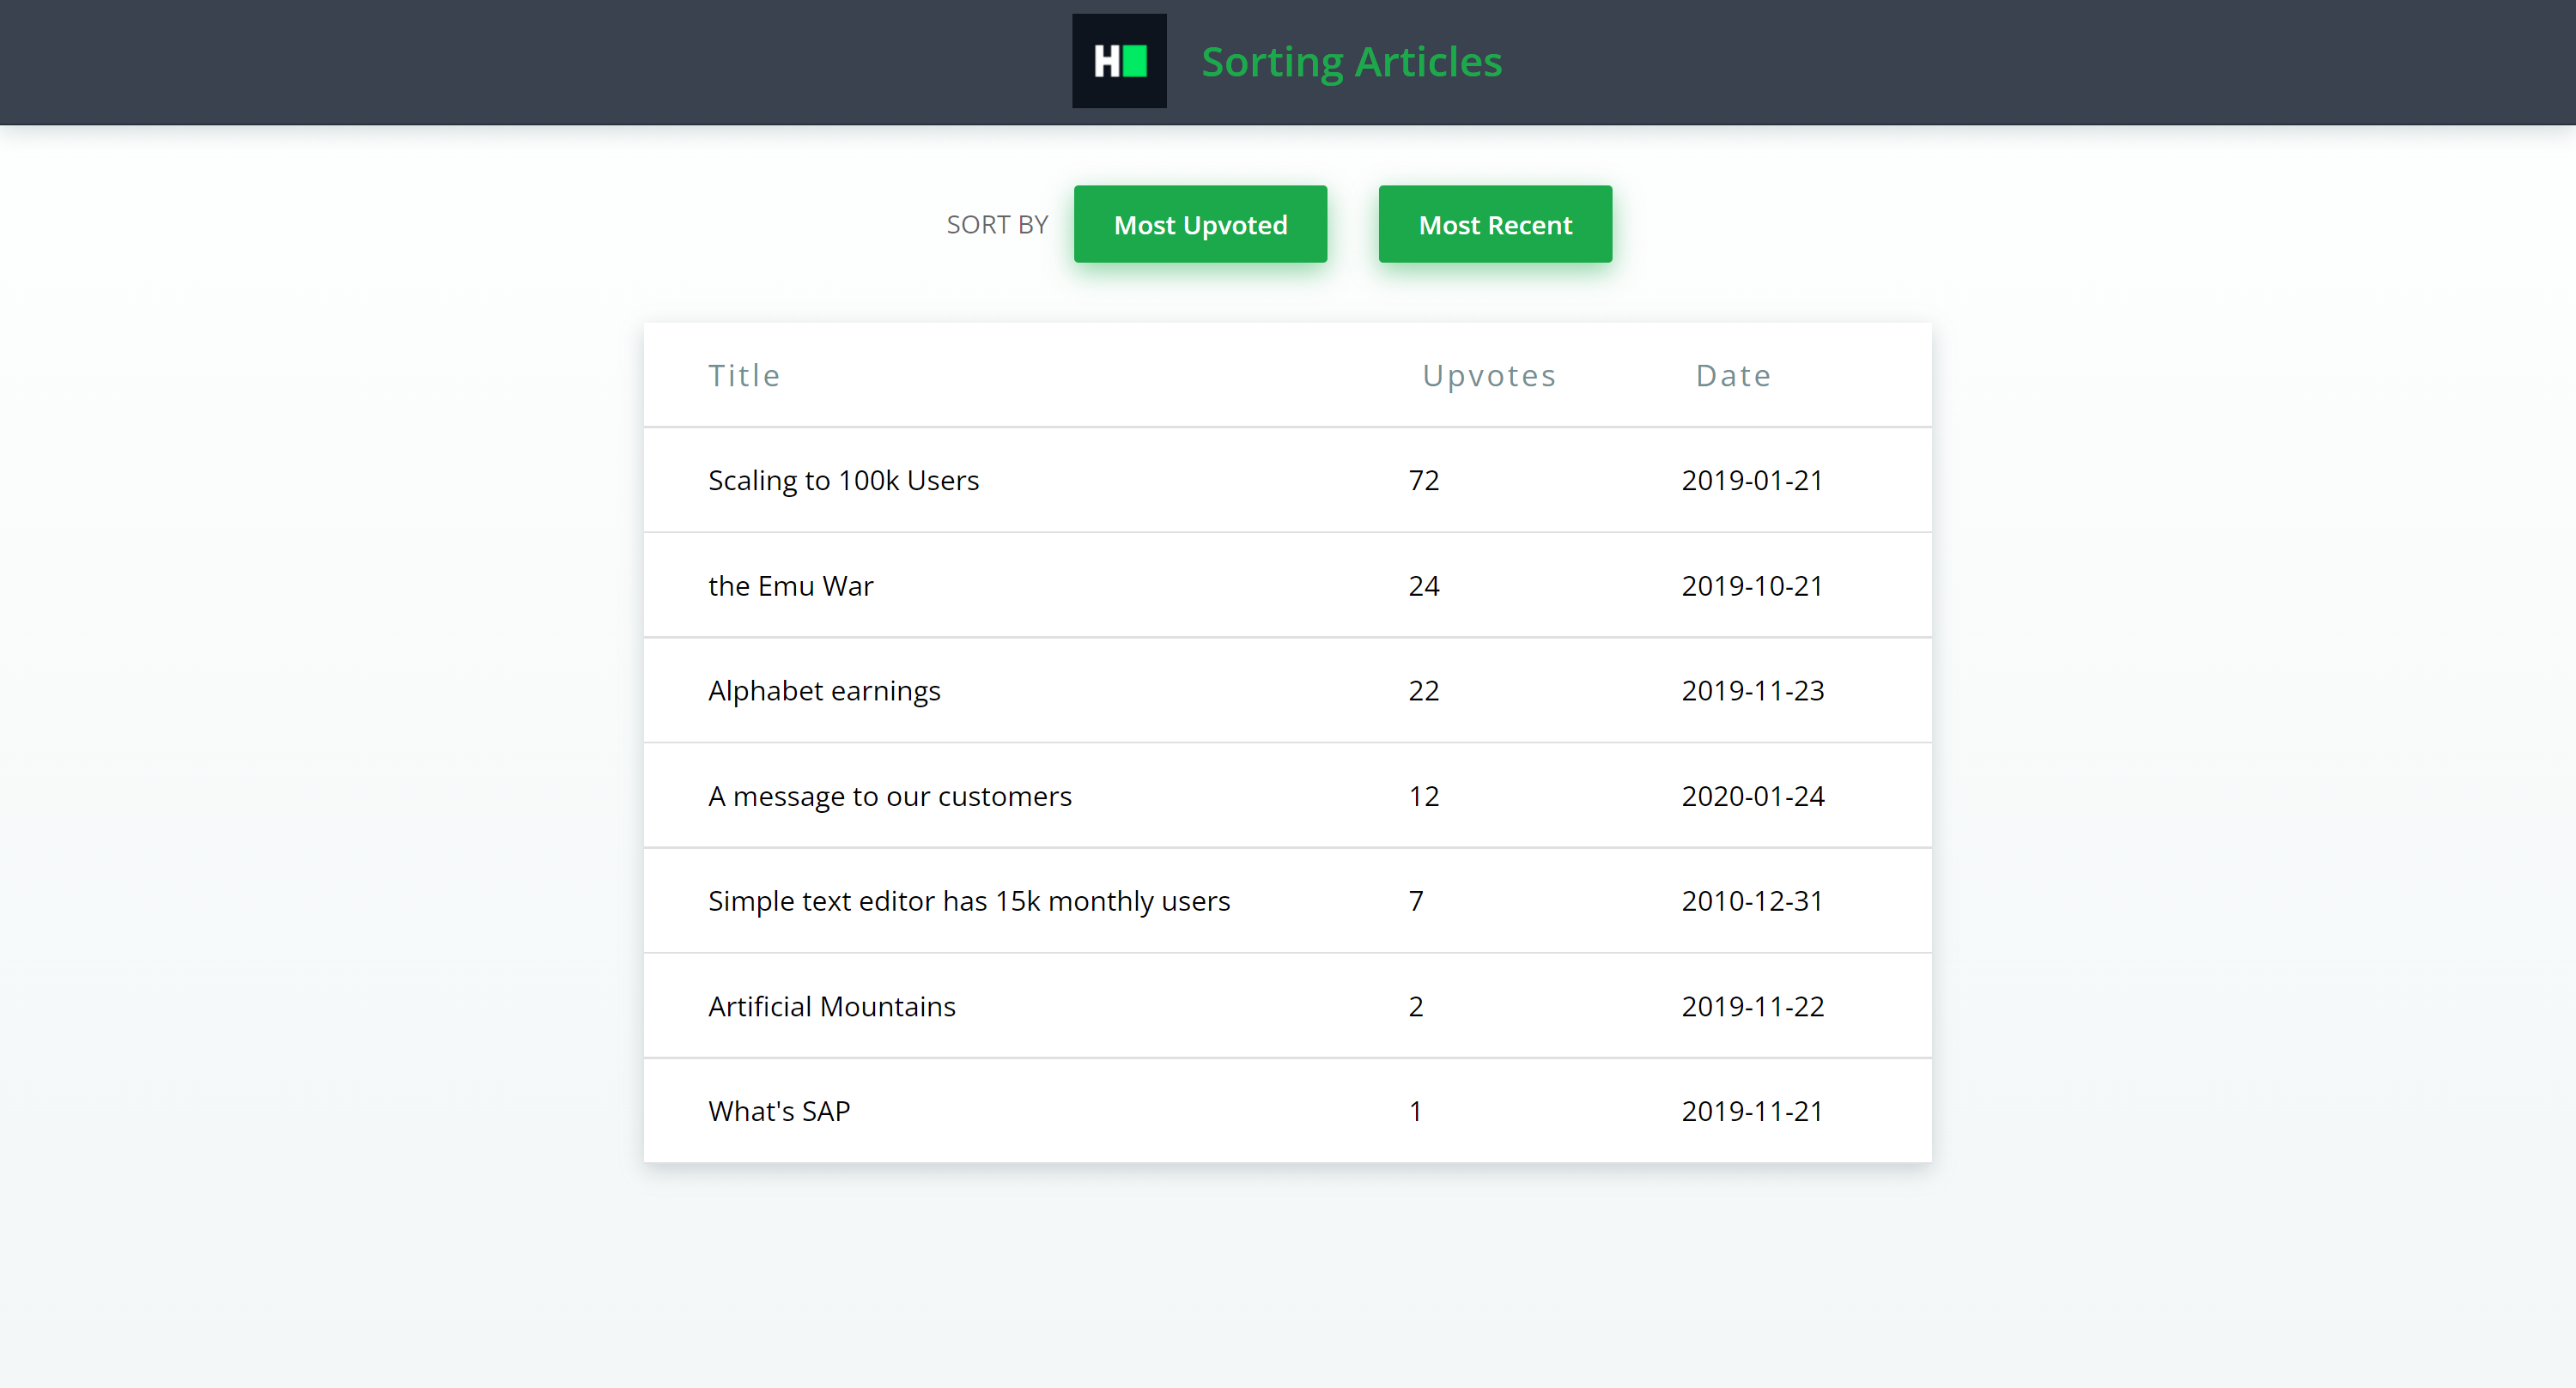 H
Sorting Articles
SORT BY Most Upvoted Most Recent
Title Upvotes Date
Scaling to 100k Users 72 2019-01-21
the Emu War 24 2019-10-21
Alphabet earnings 22 2019-11-23
A message to our customers 12 2020-01-24
Simple text editor has 15k monthly users 7 2010-12-31
Artificial Mountains 2 2019-11-22
What's SAP 1 2019-11-21